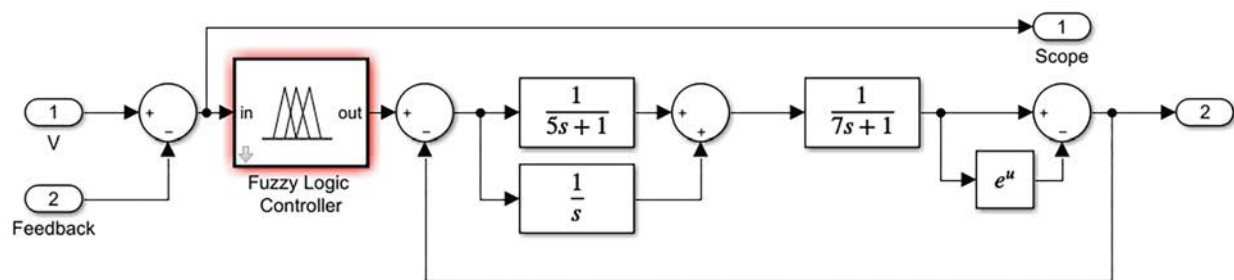 1
Scope
1
V
+
−
in
out
Fuzzy Logic
Controller
+
−
1
5s + 1
+
+
1
7s + 1
+
−
2
2
Feedback
1
s
e^u